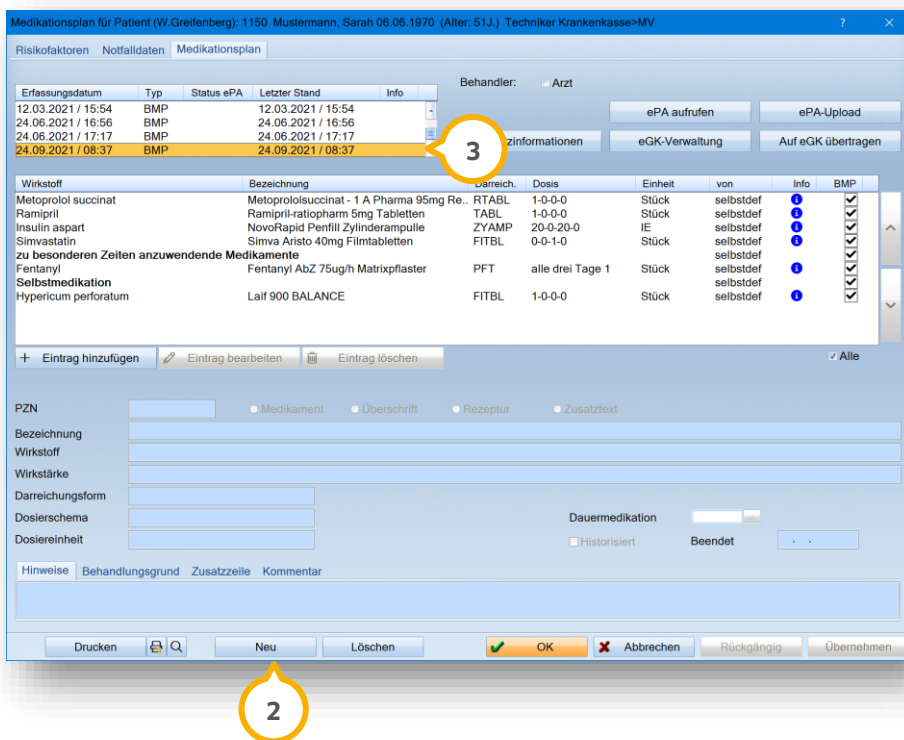 Medikationsplan für Patient (W.Greifenberg): 1150 Mustermann, Sarah 06.06.1970 (Alter: 51J.) Techniker Krankenkasse>MV ?
Risikofaktoren Notfalldaten Medikationsplan
Behandler: Arzt
Erfassungsdatum Typ Status ePA Letzter Stand Info
12.03.2021 / 15:54 BMP 12.03.2021 / 15:54
24.06.2021 / 16:56 BMP 24.06.2021 / 16:56
24.06.2021 / 17:17 BMP 24.06.2021 / 17:17
24.09.2021 / 08:37 BMP 24.09.2021 / 08:37
3
ePA aufrufen ePA-Upload
zinformationen eGK-Verwaltung Auf eGK übertragen
Wirkstoff Bezeichnung Darreich. Dosis Einheit von Info BMP
Metoprolol succinat Metoprololsuccinat - 1 A Pharma 95mg Re.. RTABL 1-0-0-0 Stück selbstdef
Ramipril Ramipril-ratiopharm 5mg Tabletten TABL 1-0-0-0 Stück selbstdef
Insulin aspart NovoRapid Penfill Zylinderampulle ZYAMP 20-0-20-0 IE selbstdef
Simvastatin Simva Aristo 40mg Filmtabletten FITBL 0-0-1-0 Stück selbstdef
zu besonderen Zeiten anzuwendende Medikamente selbstdef
Fentanyl Fentanyl AbZ 75ug/h Matrixpflaster PFT alle drei Tage 1 Stück selbstdef
Selbstmedikation selbstdef
Hypericum perforatum Laif 900 BALANCE FITBL 1-0-0-0 Stück selbstdef
+ Eintrag hinzufügen Eintrag bearbeiten Eintrag löschen Alle
PZN Medikament Überschrift Rezeptur Zusatztext
Bezeichnung
Wirkstoff
Wirkstärke
Darreichungsform
Dosierschema Dauermedikation
Dosiereinheit Historisiert Beendet . .
Hinweise Behandlungsgrund Zusatzzeile Kommentar
Drucken Neu Löschen OK Abbrechen Rückgängig Übernehmen
2